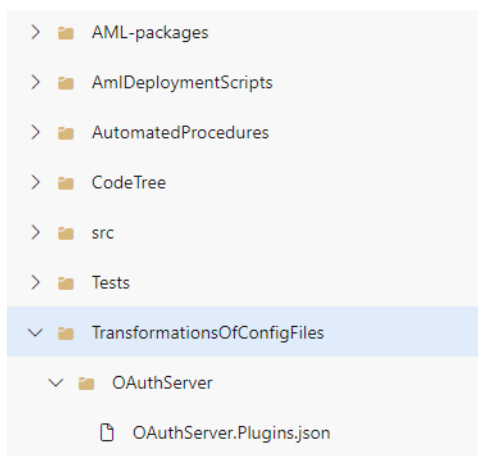 AML-packages
AmlDeploymentScripts
AutomatedProcedures
CodeTree
src
Tests
TransformationsOfConfigFiles
OAuthServer
OAuthServer.Plugins.json